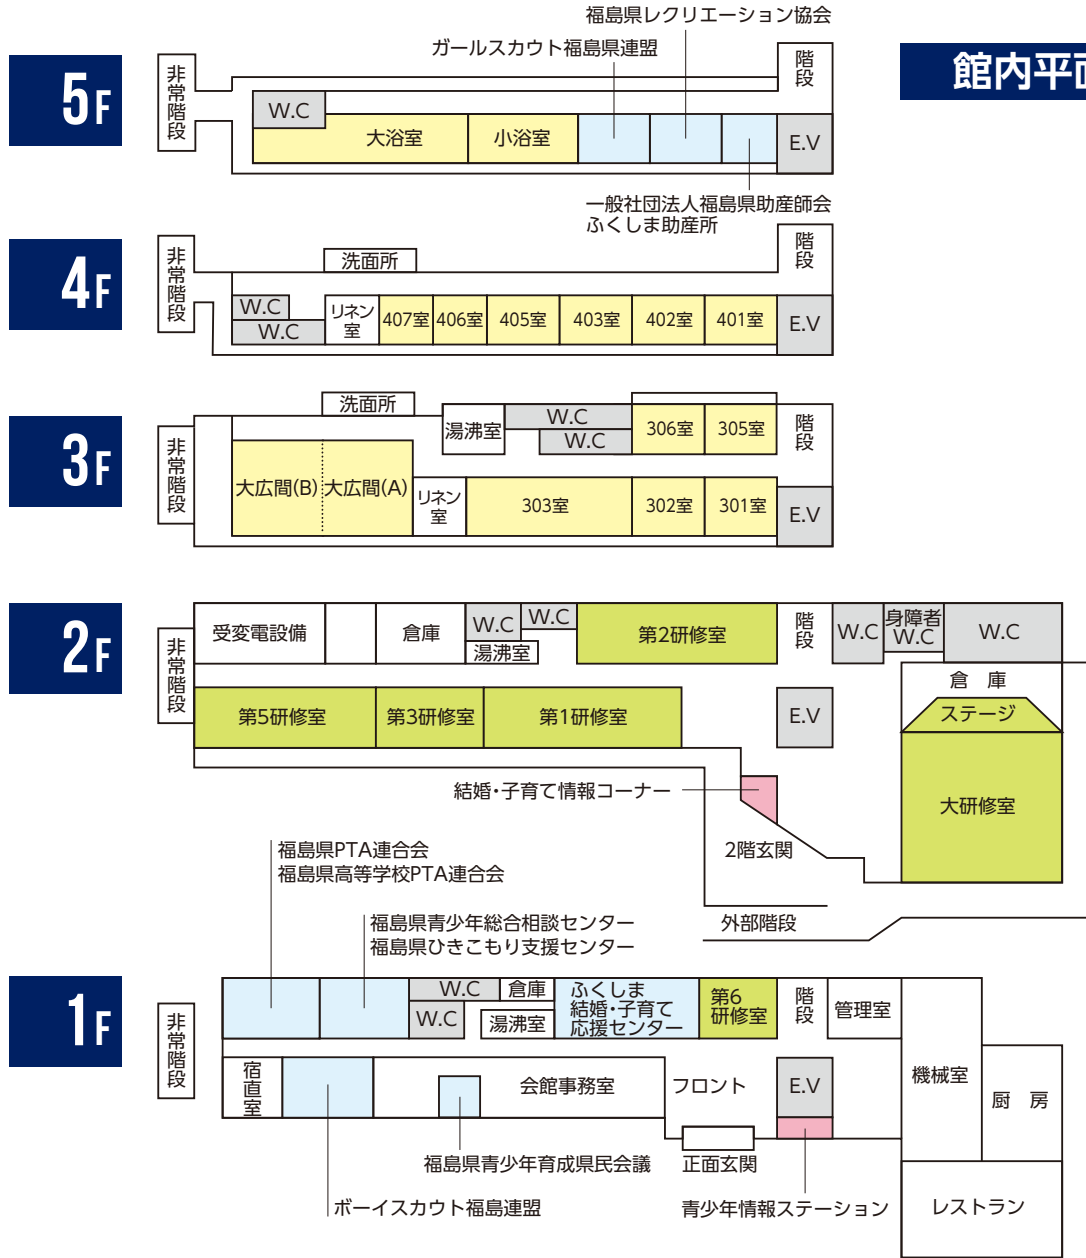 福島県レクリエーション協会
ガールスカウト福島県連盟
館内平
5F
非常階段
階段
W.C
大浴室
小浴室
E.V
一般社団法人福島県助産師会
ふくしま助産所
4F
非常階段
洗面所
階段
W.C
W.C
リネン
室
407室
406室
405室
403室
402室
401室
E.V
3F
非常階段
洗面所
湯沸室
W.C
W.C
306室
305室
階段
大広間(B)
大広間(A)
リネン
室
303室
302室
301室
E.V
2F
非常階段
受変電設備
倉庫
W.C
W.C
湯沸室
第2研修室
階段
W.C
身障者
W.C
W.C
倉 庫
ステージ
第5研修室
第3研修室
第1研修室
E.V
大研修室
結婚・子育て情報コーナー
2階玄関
外部階段
福島県PTA連合会
福島県高等学校PTA連合会
福島県青少年総合相談センター
福島県ひきこもり支援センター
1F
非常階段
W.C
倉庫
W.C
湯沸室
ふくしま
結婚・子育て
応援センター
第6
研修室
階段
管理室
機械室
厨 房
宿直室
会館事務室
フロント
E.V
福島県青少年育成県民会議
正面玄関
ボーイスカウト福島連盟
青少年情報ステーション
レストラン